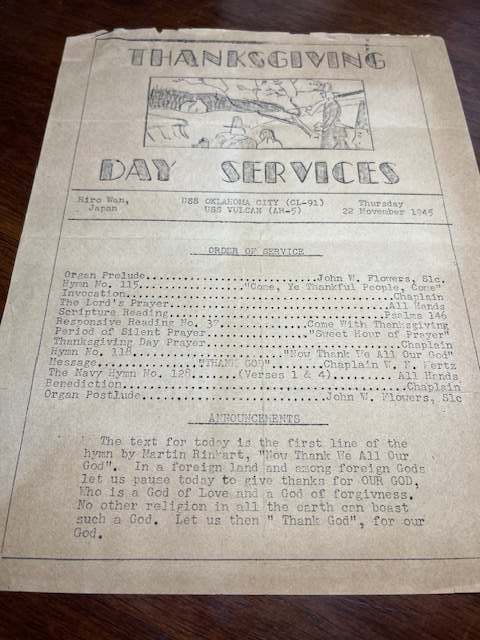 THANKSGIVING
DAY SERVICES
Hiro Wan, USS OKLAHOMA CITY (CL-91) Thursday
Japan USS VULCAN (AR-5) 22 November 1945
ORDER OF SERVICE
Organ Prelude..............................John W. Flowers, S1c.
Hymn No. 115..................."Come, Ye Thankful People, Come"
Invocation.............................................Chaplain
The Lord's Prayer.....................................All Hands
Scripture Reading....................................Psalms 146
Responsive Reading No. 3..............Come With Thanksgiving
Period of Silent Prayer................"Sweet Hour of Prayer"
Thanksgiving Day Prayer................................Chaplain
Hymn No. 118......................."Now Thank We All Our God"
Message................"THANK GOD"........Chaplain W. N.
The Navy Hymn No. 128.......(Verses 1 & 4)..........All Hands
Benediction............................................Chaplain
Organ Postlude..........................John W. Flowers, S1c
ANNOUNCEMENTS
The text for today is the first line of the
hymn by Martin Rinkart, "Now Thank We All Our
God". In a foreign land and among foreign Gods
let us pause today to give thanks for OUR GOD,
Who is a God of Love and a God of forgivness.
No other religion in all the earth can boast
such a God. Let us then " Thank God", for our
God.